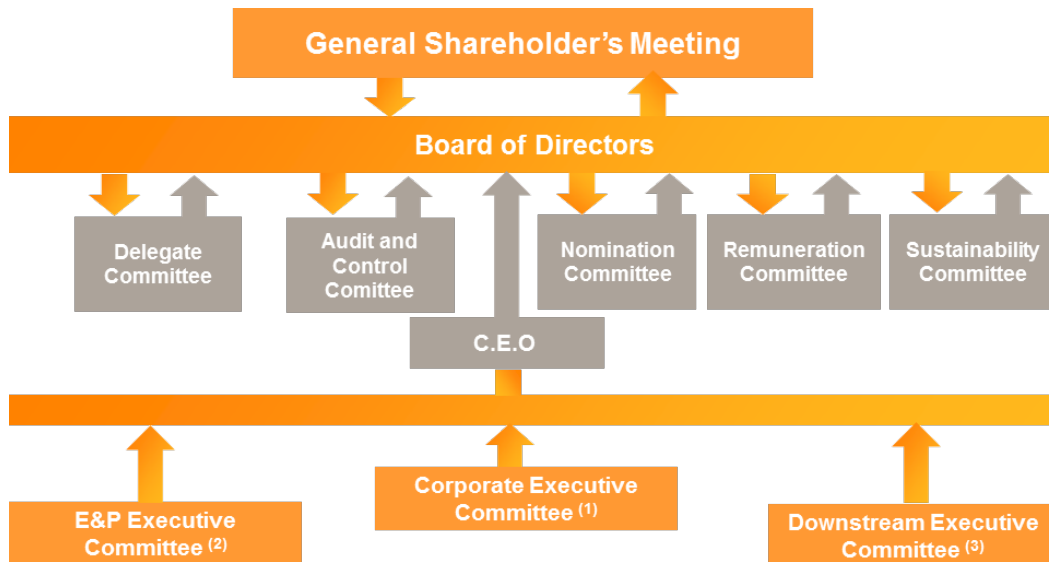 General Shareholder’s Meeting
Board of Directors
Delegate
Committee
Audit and
Control
Comittee
Nomination
Committee
Remuneration
Committee
Sustainability
Committee
C.E.O
Corporate Executive
Committee (1)
E&P Executive
Committee (2)
Downstream Executive
Committee (3)